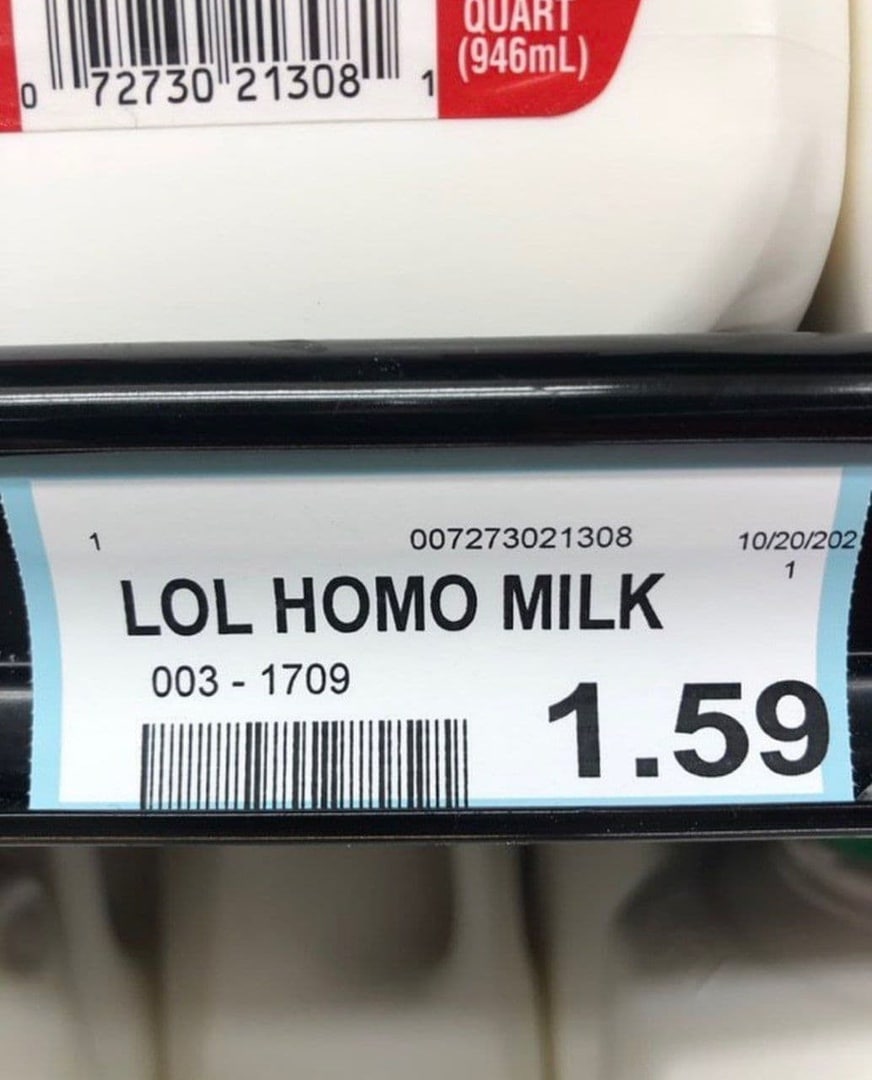 QUART
(946mL)
0 72730 21308 1
1 007273021308 10/20/202
1
LOL HOMO MILK
003 - 1709
1.59